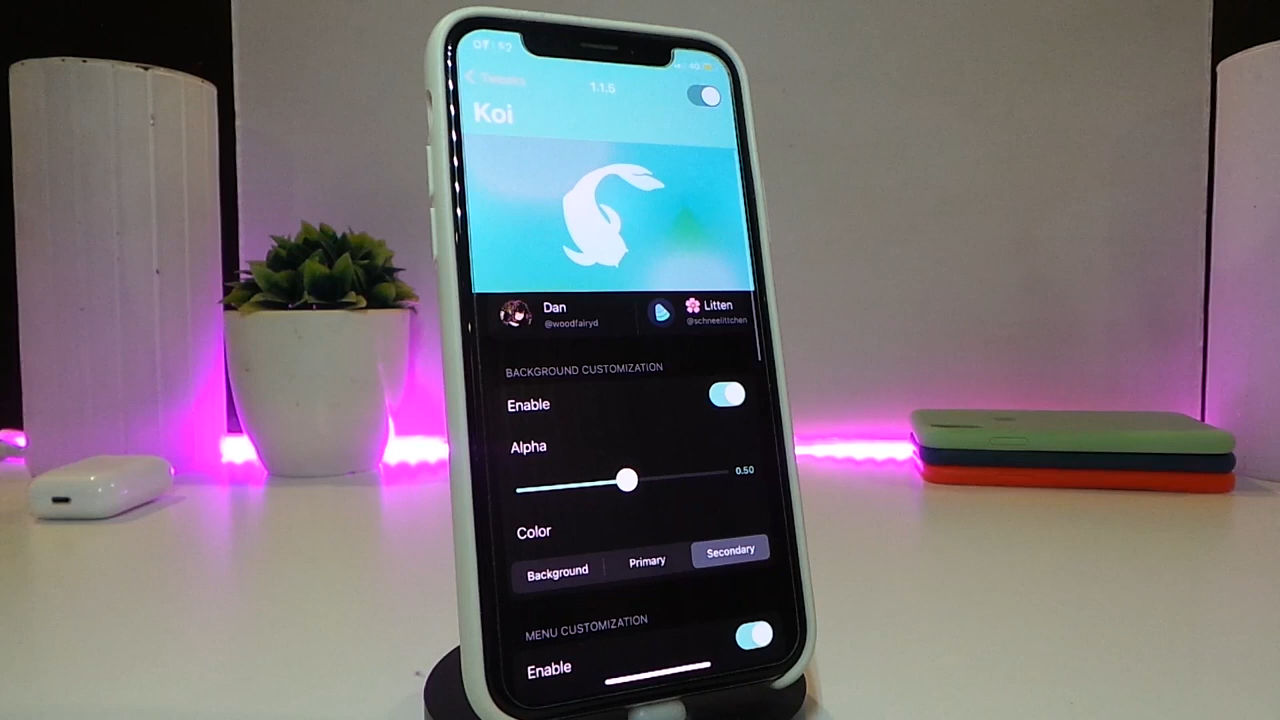 Tweaks
1.1.5
Koi
Dan
@woodfairyd
🌸 Litten
@schneelittchen
BACKGROUND CUSTOMIZATION
Enable
Alpha
0.50
Color
Background
Primary
Secondary
MENU CUSTOMIZATION
Enable